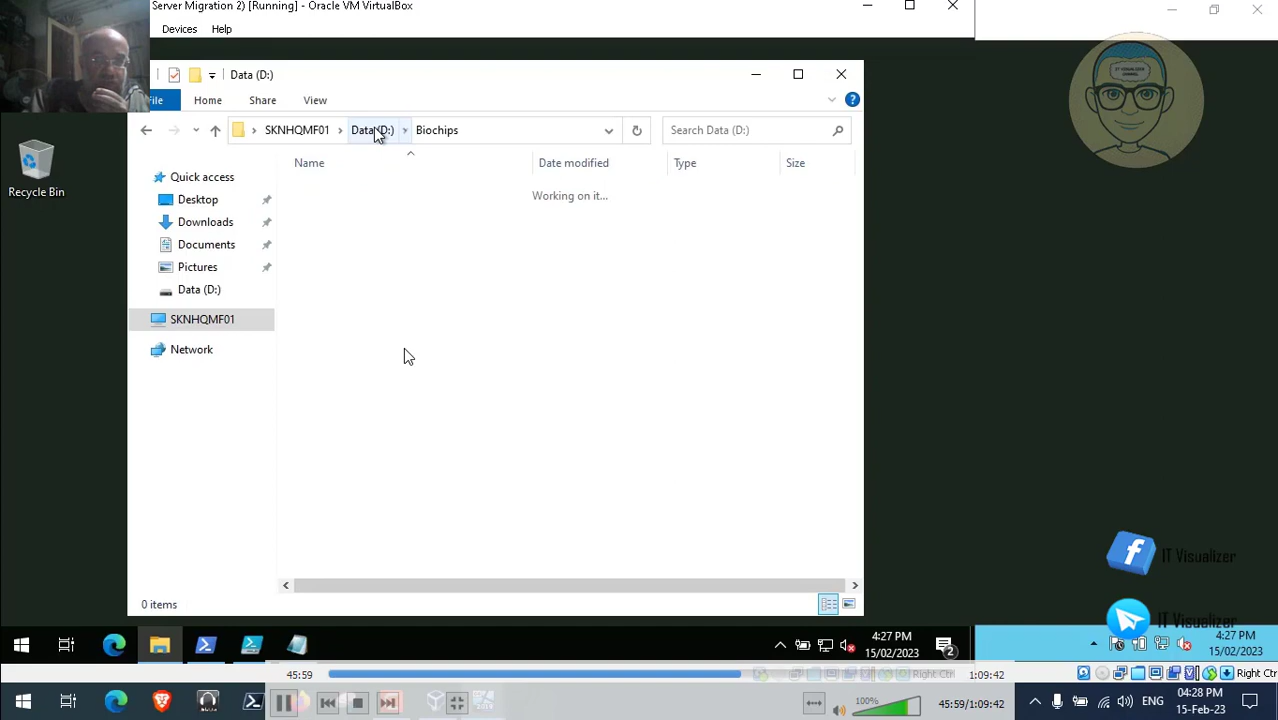 Server Migration 2) [Running] - Oracle VM VirtualBox
Devices Help
IT VISUALIZER
CHANNEL
Data (D:)
File Home Share View
SKNHQMF01 Data (D:) Biochips Search Data (D:)
Name Date modified Type Size
Working on it...
Recycle Bin
Quick access
Desktop
Downloads
Documents
Pictures
Data (D:)
SKNHQMF01
Network
IT Visualizer
0 items
IT Visualizer
4:27 PM
15/02/2023
2
4:27 PM
15/02/2023
45:59 1:09:42 Right Ctrl Right Ctrl
100% 45:59/1:09:42 ENG 04:28 PM
15-Feb-23